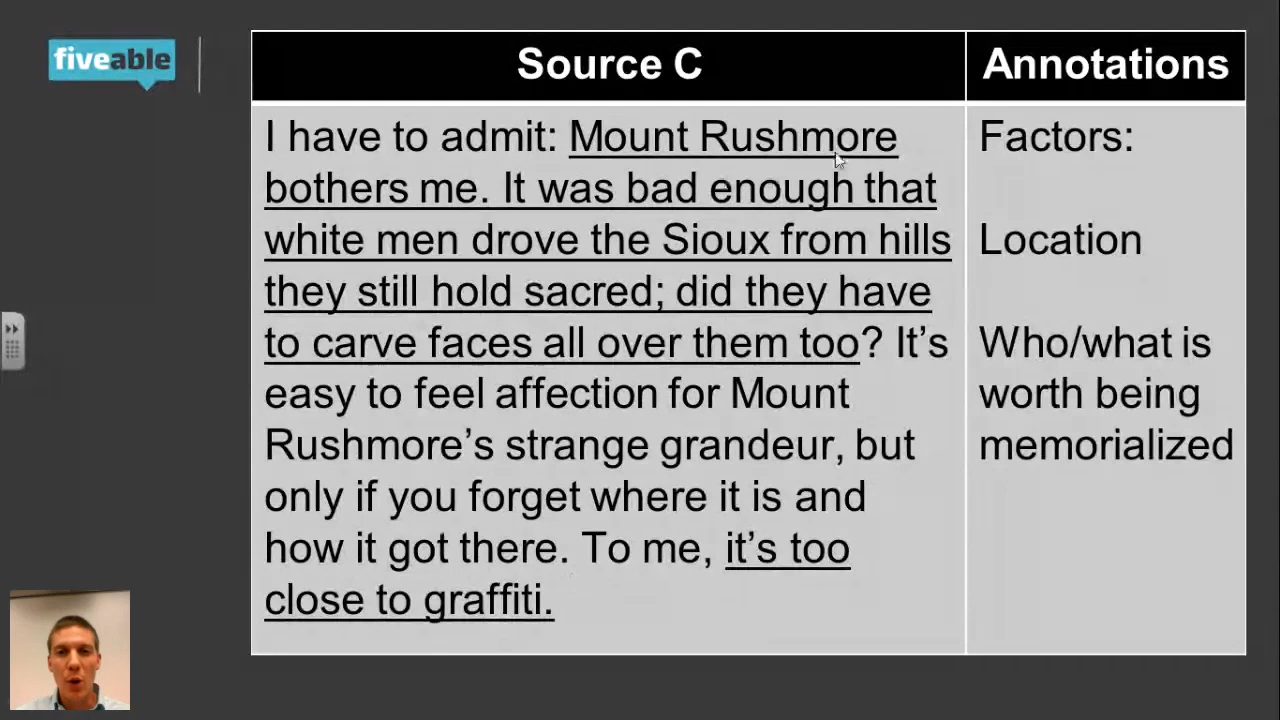 fiveable
Source C
Annotations
I have to admit: Mount Rushmore
bothers me. It was bad enough that
white men drove the Sioux from hills
they still hold sacred; did they have
to carve faces all over them too? It’s
easy to feel affection for Mount
Rushmore’s strange grandeur, but
only if you forget where it is and
how it got there. To me, it’s too
close to graffiti.
Factors:
Location
Who/what is
worth being
memorialized